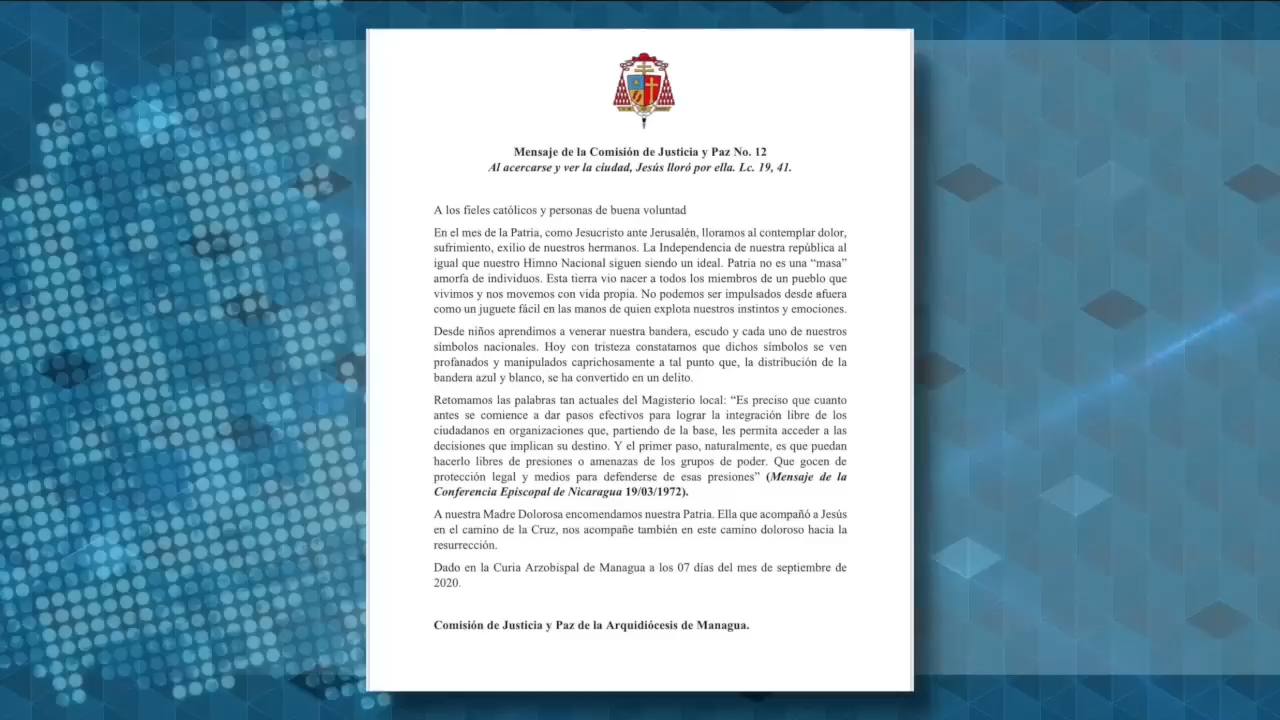 Mensaje de la Comisión de Justicia y Paz No. 12
Al acercarse y ver la ciudad, Jesús lloró por ella. Lc. 19, 41.
A los fieles católicos y personas de buena voluntad
En el mes de la Patria, como Jesucristo ante Jerusalén, lloramos al contemplar dolor,
sufrimiento, exilio de nuestros hermanos. La Independencia de nuestra república al
igual que nuestro Himno Nacional siguen siendo un ideal. Patria no es una “masa”
amorfa de individuos. Esta tierra vio nacer a todos los miembros de un pueblo que
vivimos y nos movemos con vida propia. No podemos ser impulsados desde afuera
como un juguete fácil en las manos de quien explota nuestros instintos y emociones.
Desde niños aprendimos a venerar nuestra bandera, escudo y cada uno de nuestros
símbolos nacionales. Hoy con tristeza constatamos que dichos símbolos se ven
profanados y manipulados caprichosamente a tal punto que, la distribución de la
bandera azul y blanco, se ha convertido en un delito.
Retomamos las palabras tan actuales del Magisterio local: “Es preciso que cuanto
antes se comience a dar pasos efectivos para lograr la integración libre de los
ciudadanos en organizaciones que, partiendo de la base, les permita acceder a las
decisiones que implican su destino. Y el primer paso, naturalmente, es que puedan
hacerlo libres de presiones o amenazas de los grupos de poder. Que gocen de
protección legal y medios para defenderse de esas presiones” (Mensaje de la
Conferencia Episcopal de Nicaragua 19/03/1972).
A nuestra Madre Dolorosa encomendamos nuestra Patria. Ella que acompañó a Jesús
en el camino de la Cruz, nos acompañe también en este camino doloroso hacia la
resurrección.
Dado en la Curia Arzobispal de Managua a los 07 días del mes de septiembre de
2020.
Comisión de Justicia y Paz de la Arquidiócesis de Managua.